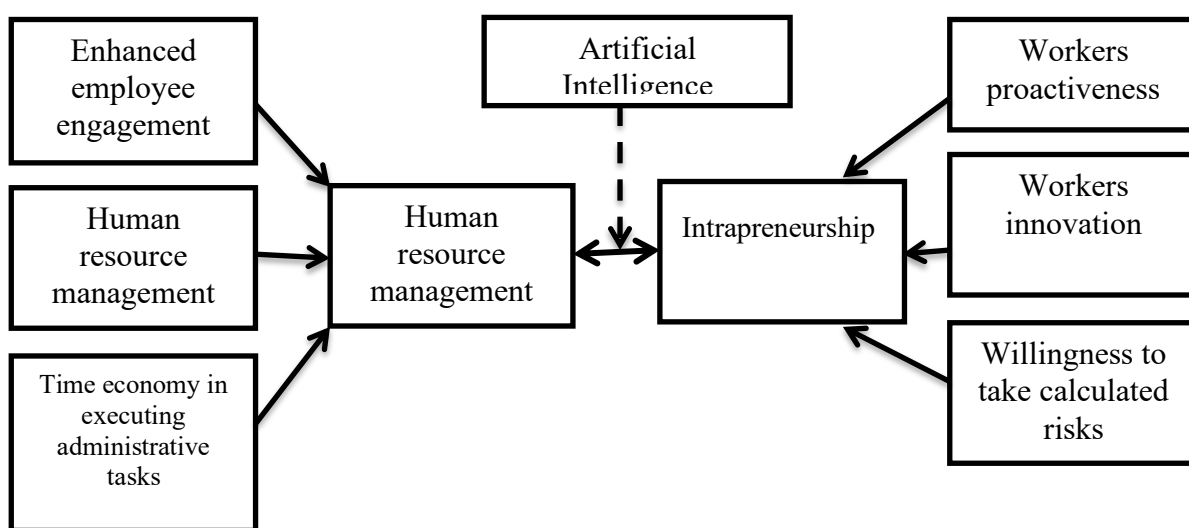 Enhanced
employee
engagement
Human
resource
management
Time economy in
executing
administrative
tasks
Human
resource
management
Artificial
Intelligence
Intrapreneurship
Workers
proactiveness
Workers
innovation
Willingness to
take calculated
risks